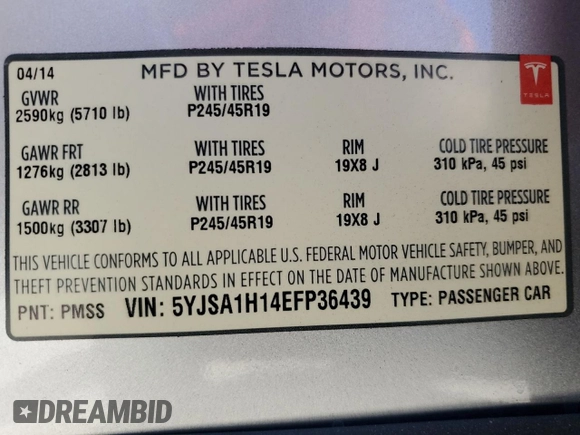 04/14 MFD BY TESLA MOTORS, INC.
TESLA
GVWR WITH TIRES
2590kg (5710 lb) P245/45R19
GAWR FRT WITH TIRES RIM COLD TIRE PRESSURE
1276kg (2813 lb) P245/45R19 19X8 J 310 kPa, 45 psi
GAWR RR WITH TIRES RIM COLD TIRE PRESSURE
1500kg (3307 lb) P245/45R19 19X8 J 310 kPa, 45 psi
THIS VEHICLE CONFORMS TO ALL APPLICABLE U.S. FEDERAL MOTOR VEHICLE SAFETY, BUMPER, AND
THEFT PREVENTION STANDARDS IN EFFECT ON THE DATE OF MANUFACTURE SHOWN ABOVE.
PNT: PMSS VIN: 5YJSA1H14EFP36439 TYPE: PASSENGER CAR
DREAMBID